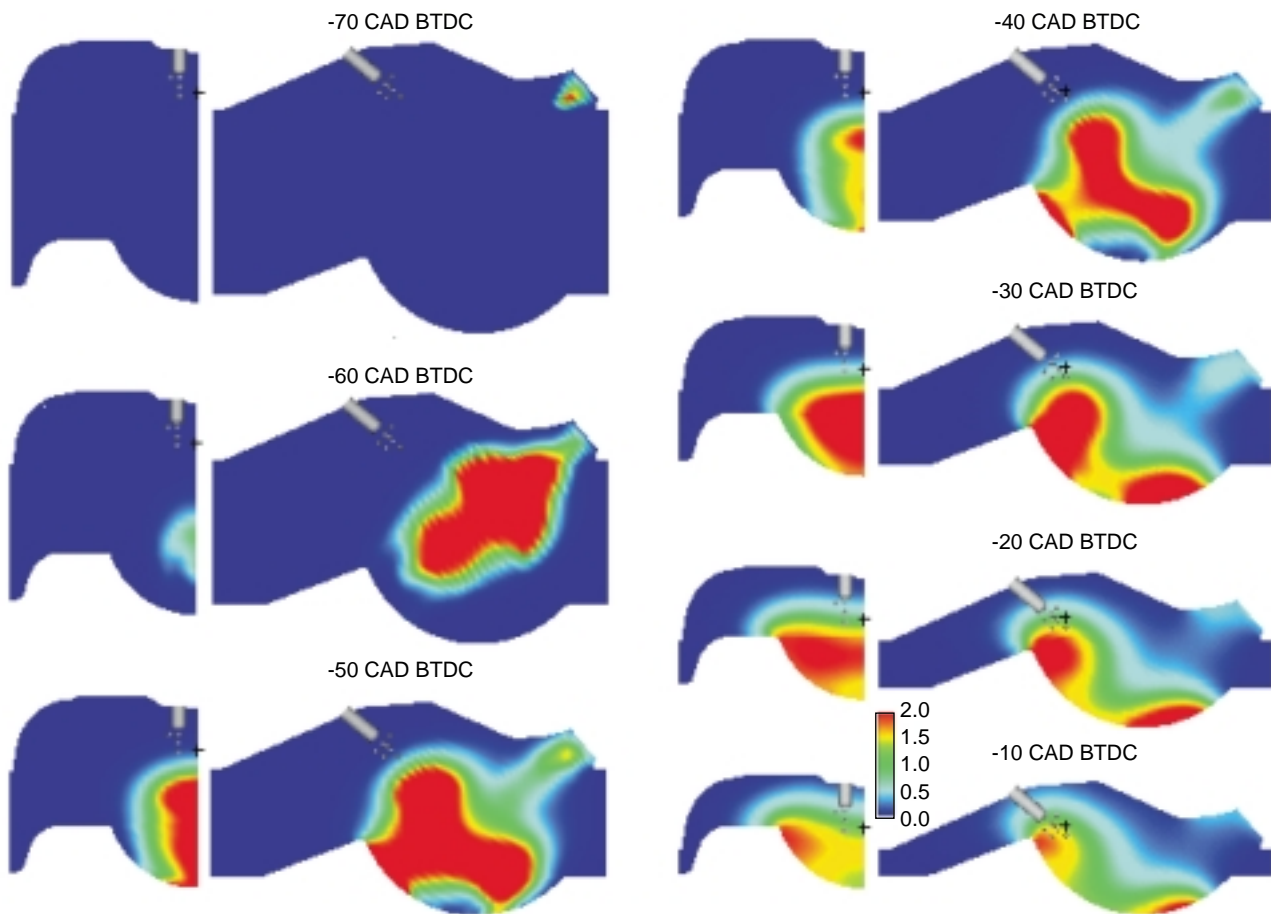 -70 CAD BTDC
-60 CAD BTDC
-50 CAD BTDC
-40 CAD BTDC
-30 CAD BTDC
-20 CAD BTDC
2.0
1.5
1.0
0.5
0.0
-10 CAD BTDC